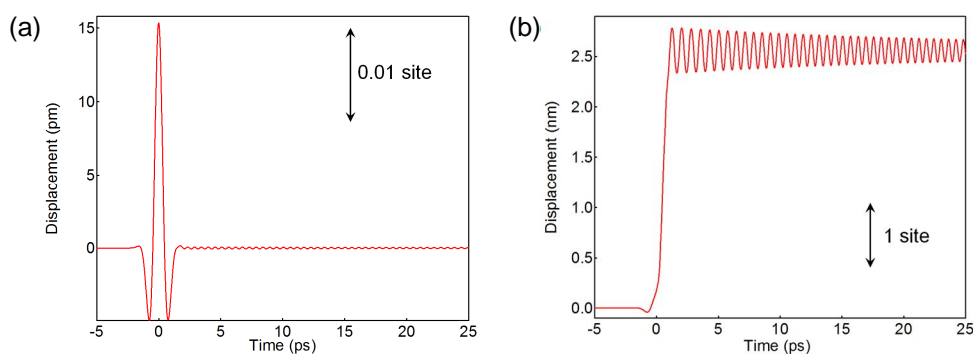 (a)
15
10
5
0
Displacement (pm)
0.01 site
-5 0 5 10 15 20 25
Time (ps)
(b)
2.5
2.0
1.5
1.0
0.5
0.0
Displacement (nm)
1 site
-5 0 5 10 15 20 25
Time (ps)